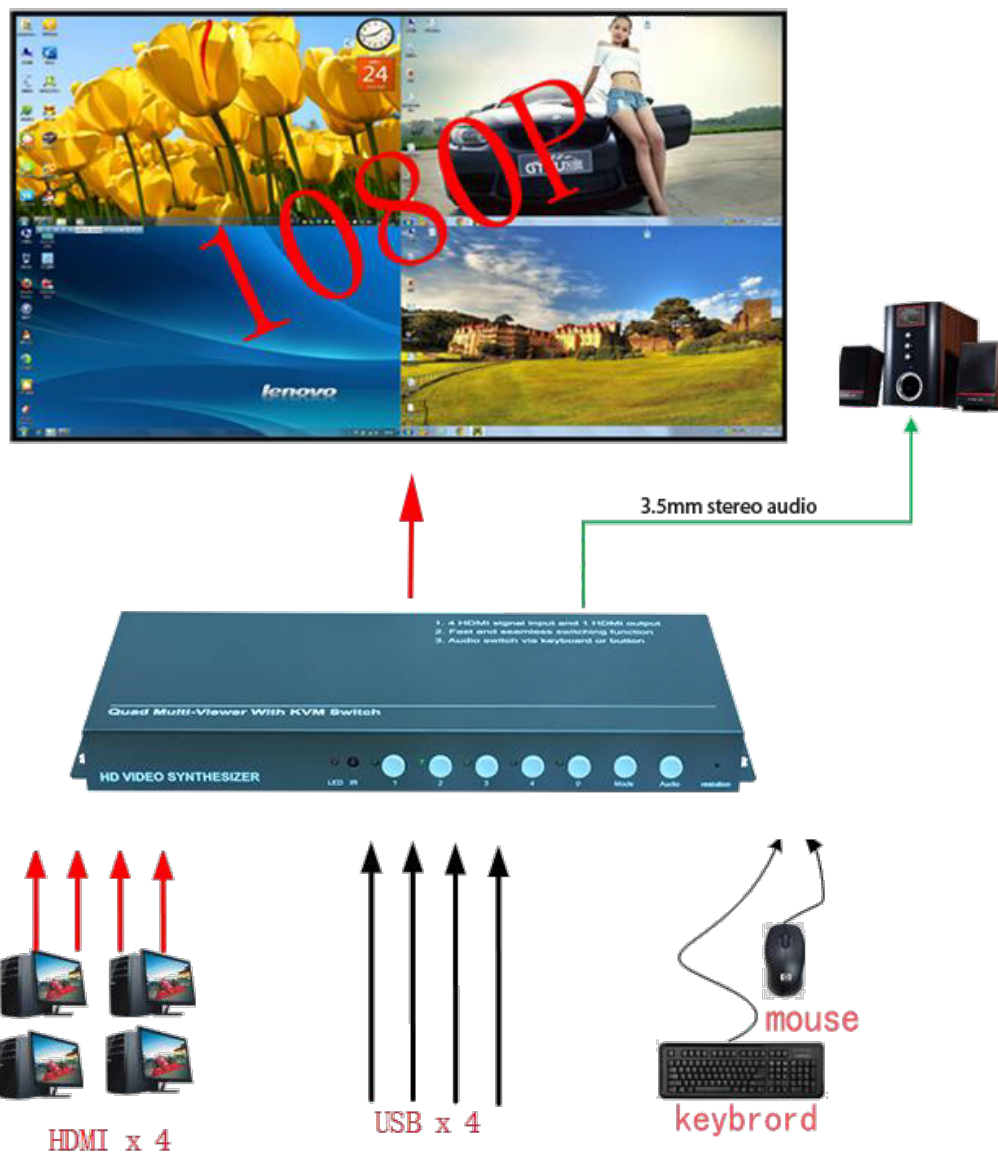 24
1080P
lenovo
3.5mm stereo audio
1. 4 HDMI signal input and 1 HDMI output
2. Fast and seamless switching function
3. Audio switch via keyboard or button
Quad Multi-Viewer With KVM Switch
HD VIDEO SYNTHESIZER
LED IR 1 2 3 4 0 Mode Audio resolution
mouse
keybrord
USB x 4
HDMI x 4